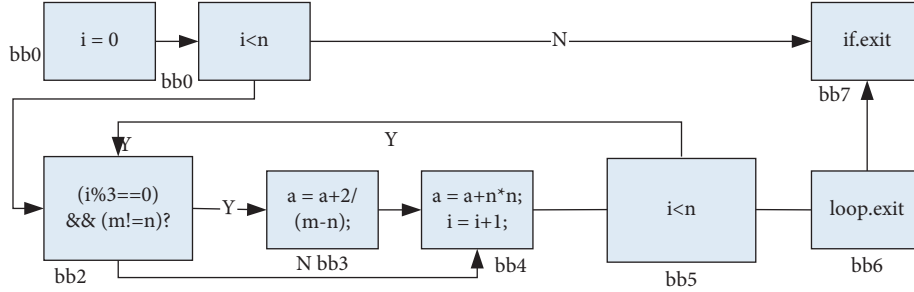 i = 0
i<n
N
if.exit
bb0
bb0
bb7
Y
Y
(i%3==0)
&& (m!=n)?
Y
a = a+2/
(m-n);
a = a+n*n;
i = i+1;
i<n
loop.exit
N bb3
bb4
bb2
bb5
bb6